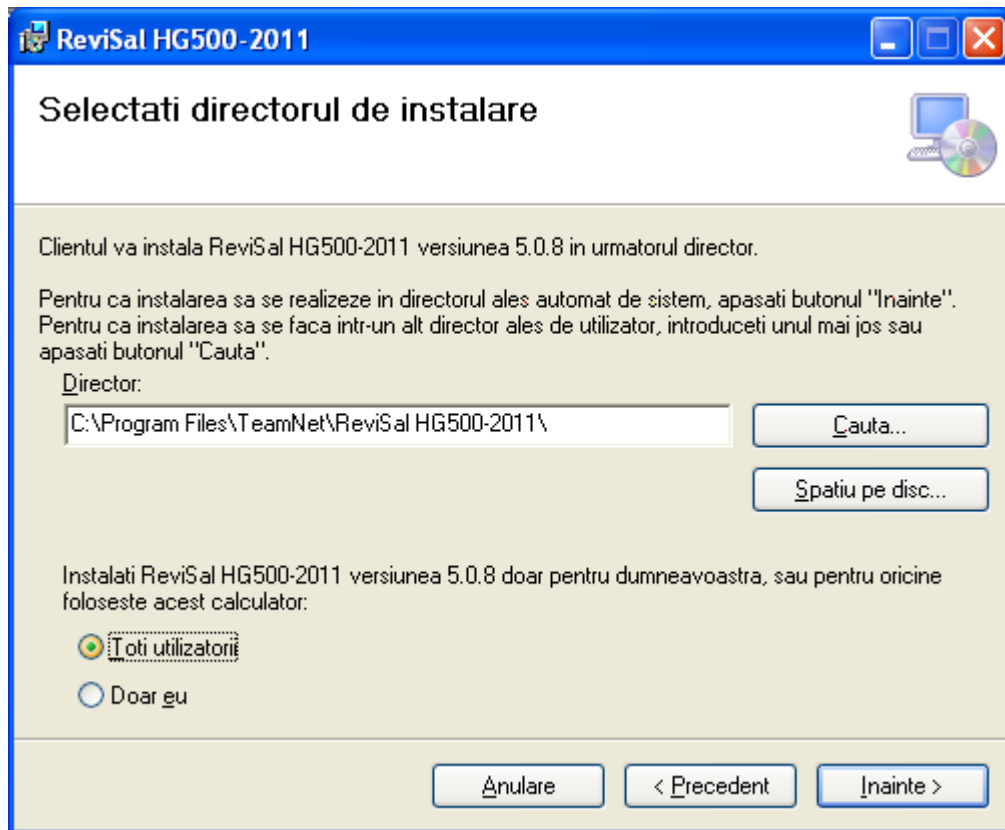 ReviSal HG500-2011
Selectati directorul de instalare
Clientul va instala ReviSal HG500-2011 versiunea 5.0.8 in urmatorul director.
Pentru ca instalarea sa se realizeze in directorul ales automat de sistem, apasati butonul "Inainte".
Pentru ca instalarea sa se faca intr-un alt director ales de utilizator, introduceti unul mai jos sau
apasati butonul "Cauta".
Director:
C:\Program Files\TeamNet\ReviSal HG500-2011\
Cauta...
Spatiu pe disc...
Instalati ReviSal HG500-2011 versiunea 5.0.8 doar pentru dumneavoastra, sau pentru oricine
foloseste acest calculator:
Toti utilizatorii
Doar eu
Anulare
< Precedent
Inainte >